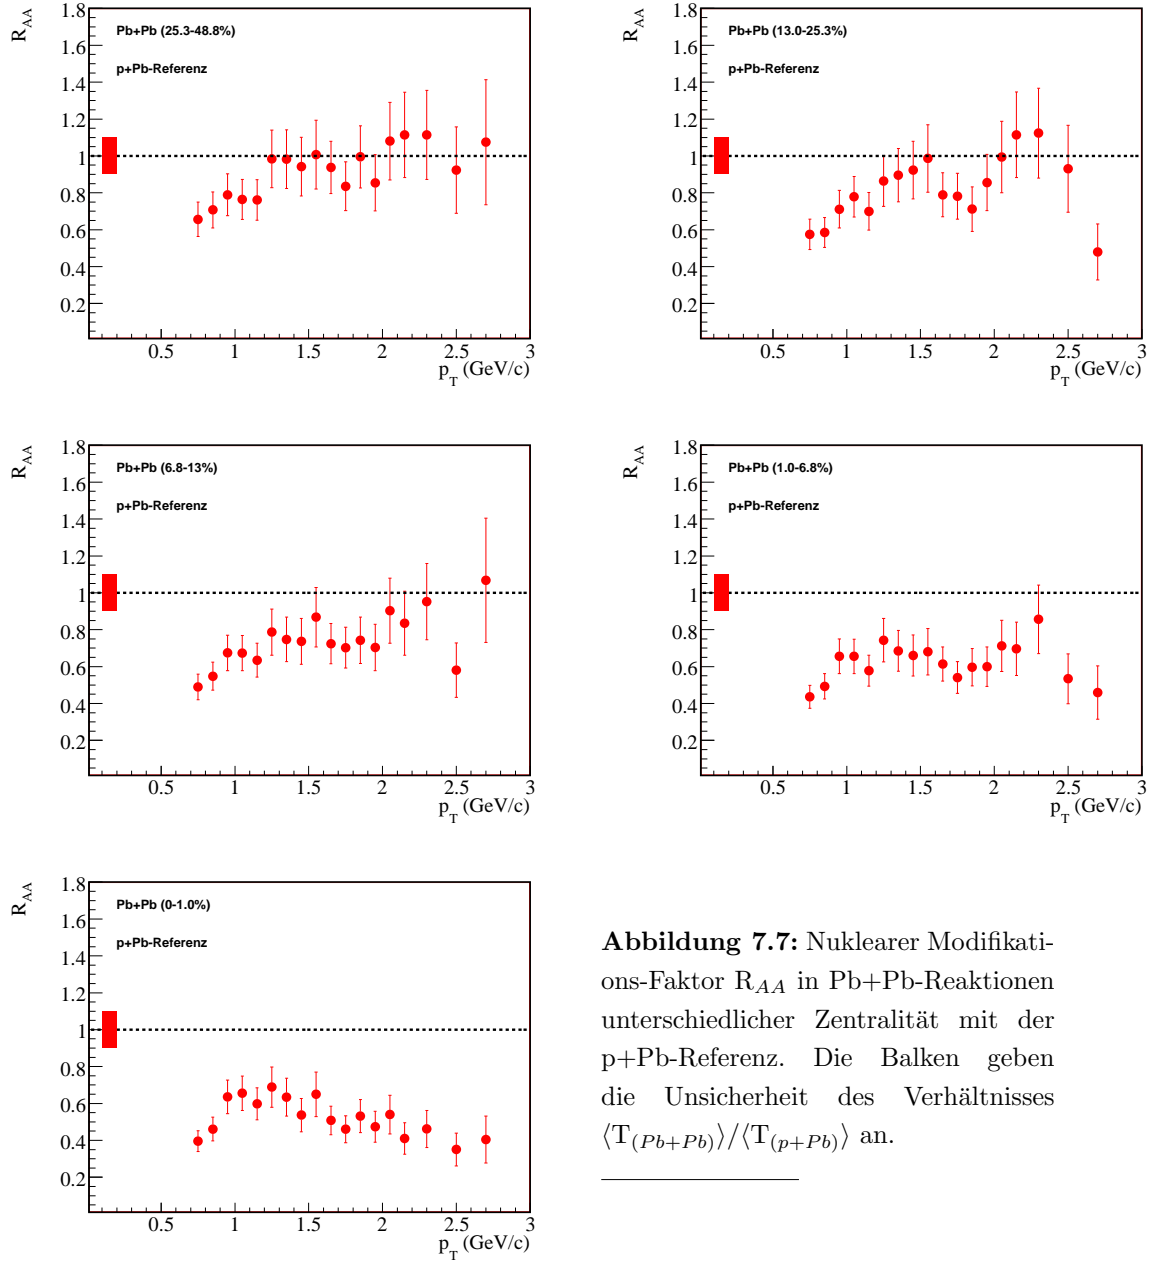 R_AA
1.8
Pb+Pb (25.3-48.8%)
1.6
p+Pb-Referenz
1.4
1.2
1
0.8
0.6
0.4
0.2
0.5 1 1.5 2 2.5 3
p_T (GeV/c)
R_AA
1.8
Pb+Pb (13.0-25.3%)
1.6
p+Pb-Referenz
1.4
1.2
1
0.8
0.6
0.4
0.2
0.5 1 1.5 2 2.5 3
p_T (GeV/c)
R_AA
1.8
Pb+Pb (6.8-13%)
1.6
p+Pb-Referenz
1.4
1.2
1
0.8
0.6
0.4
0.2
0.5 1 1.5 2 2.5 3
p_T (GeV/c)
R_AA
1.8
Pb+Pb (1.0-6.8%)
1.6
p+Pb-Referenz
1.4
1.2
1
0.8
0.6
0.4
0.2
0.5 1 1.5 2 2.5 3
p_T (GeV/c)
R_AA
1.8
Pb+Pb (0-1.0%)
1.6
p+Pb-Referenz
1.4
1.2
1
0.8
0.6
0.4
0.2
0.5 1 1.5 2 2.5 3
p_T (GeV/c)
Abbildung 7.7: Nuklearer Modifikati-
ons-Faktor R_AA in Pb+Pb-Reaktionen
unterschiedlicher Zentralität mit der
p+Pb-Referenz. Die Balken geben
die Unsicherheit des Verhältnisses
⟨T_(Pb+Pb)⟩/⟨T_(p+Pb)⟩ an.